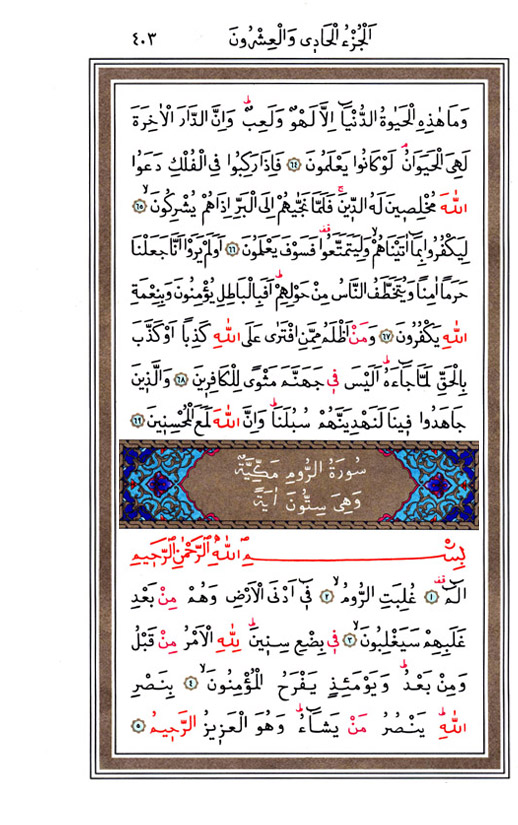 ٤٠٣ اَلْجُزْءُ الْحَادِي وَالْعِشْرُونَ
وَمَا هٰذِهِ الْحَيٰوةُ الدُّنْيَٓا اِلَّا لَهْوٌ وَلَعِبٌۜ وَاِنَّ الدَّارَ الْاٰخِرَةَ
لَهِيَ الْحَيَوَانُۢ لَوْ كَانُوا يَعْلَمُونَ ﴿٦٤﴾ فَاِذَا رَكِبُوا فِي الْفُلْكِ دَعَوُا
اللّٰهَ مُخْلِصِينَ لَهُ الدِّينَۚ فَلَمَّا نَجّٰيهُمْ اِلَى الْبَرِّ اِذَا هُمْ يُشْرِكُونَۙ ﴿٦٥﴾
لِيَكْفُرُوا بِمَٓا اٰتَيْنَاهُمْۙ وَلِيَتَمَتَّعُوا۠ فَسَوْفَ يَعْلَمُونَ ﴿٦٦﴾ اَوَلَمْ يَرَوْا اَنَّا جَعَلْنَا
حَرَمًا اٰمِنًا وَيُتَخَطَّفُ النَّاسُ مِنْ حَوْلِهِمْۜ اَفَبِالْبَاطِلِ يُؤْمِنُونَ وَبِنِعْمَةِ
اللّٰهِ يَكْفُرُونَ ﴿٦٧﴾ وَمَنْ اَظْلَمُ مِمَّنِ افْتَرٰى عَلَى اللّٰهِ كَذِبًا اَوْ كَذَّبَ
بِالْحَقِّ لَمَّا جَٓاءَهُۜ اَلَيْسَ فِي جَهَنَّمَ مَثْوًى لِلْكَافِرِينَ ﴿٦٨﴾ وَالَّذِينَ
جَاهَدُوا فِينَا لَنَهْدِيَنَّهُمْ سُبُلَنَاۜ وَاِنَّ اللّٰهَ لَمَعَ الْمُحْسِنِينَ ﴿٦٩﴾
سُورَةُ الرُّومِ مَكِّيَّةٌ
وَهِيَ سِتُّونَ اٰيَةً
بِسْمِ اللّٰهِ الرَّحْمٰنِ الرَّحِيمِ
الٓمٓ ﴿١﴾ غُلِبَتِ الرُّومُۙ ﴿٢﴾ فِٓي اَدْنَى الْاَرْضِ وَهُمْ مِنْ بَعْدِ
غَلَبِهِمْ سَيَغْلِبُونَۙ ﴿٣﴾ فِي بِضْعِ سِنِينَۜ لِلّٰهِ الْاَمْرُ مِنْ قَبْلُ
وَمِنْ بَعْدُۜ وَيَوْمَئِذٍ يَفْرَحُ الْمُؤْمِنُونَۙ ﴿٤﴾ بِنَصْرِ
اللّٰهِۜ يَنْصُرُ مَنْ يَشَٓاءُۜ وَهُوَ الْعَزِيزُ الرَّحِيمُ ﴿٥﴾